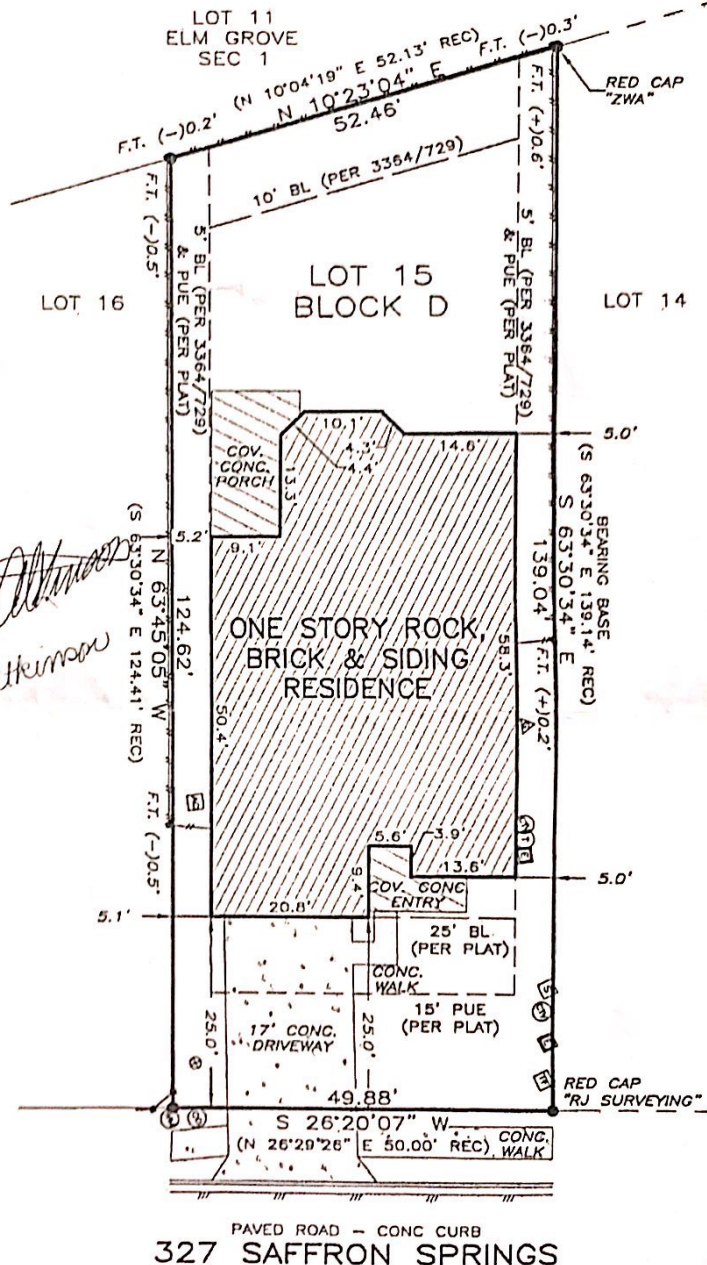 LOT 11
ELM GROVE
SEC 1
(N 10°04'19" E 52.13' REC)
N 10°23'04" E
52.46'
F.T. (-)0.2'
F.T. (-)0.3'
RED CAP
"ZWA"
F.T. (-)0.5'
F.T. (+)0.6'
10' BL (PER 3364/729)
5' BL (PER 3364/729)
& PUE (PER PLAT)
5' BL (PER 3364/729)
& PUE (PER PLAT)
LOT 16
LOT 15
BLOCK D
LOT 14
10.1'
4.3'
4.4'
14.6'
5.0'
COV.
CONC.
PORCH
13.3'
9.1'
5.2'
(S 63°30'34" E 124.41' REC)
N 63°45'05" W
124.62'
BEARING BASE
(S 63°30'34" E 139.14' REC)
S 63°30'34" E
139.04'
ONE STORY ROCK,
BRICK & SIDING
RESIDENCE
58.3'
50.4'
F.T. (+)0.2'
F.T. (-)0.5'
AC
5.6'
3.9'
9.4'
13.6'
T
E
5.0'
COV. CONC
ENTRY
20.8'
5.1'
25' BL
(PER PLAT)
CONC.
WALK
15' PUE
(PER PLAT)
25.0'
17' CONC.
DRIVEWAY
25.0'
49.88'
S 26°20'07" W
(N 26°29'26" E 50.00' REC)
CONC.
WALK
RED CAP
"RJ SURVEYING"
PAVED ROAD – CONC CURB
327 SAFFRON SPRINGS